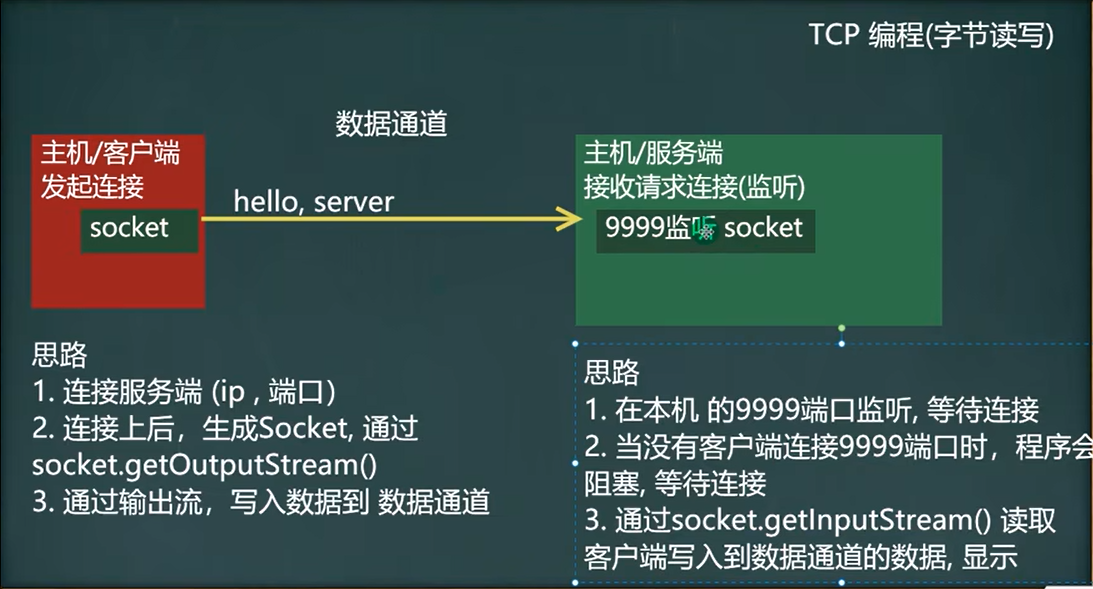 TCP 编程(字节读写)
数据通道
主机/客户端
发起连接
socket
hello, server
主机/服务端
接收请求连接(监听)
9999监听 socket
思路
1. 连接服务端 (ip , 端口）
2. 连接上后，生成Socket, 通过
socket.getOutputStream()
3. 通过输出流，写入数据到 数据通道
思路
1. 在本机 的9999端口监听, 等待连接
2. 当没有客户端连接9999端口时，程序会
阻塞, 等待连接
3. 通过socket.getInputStream() 读取
客户端写入到数据通道的数据, 显示